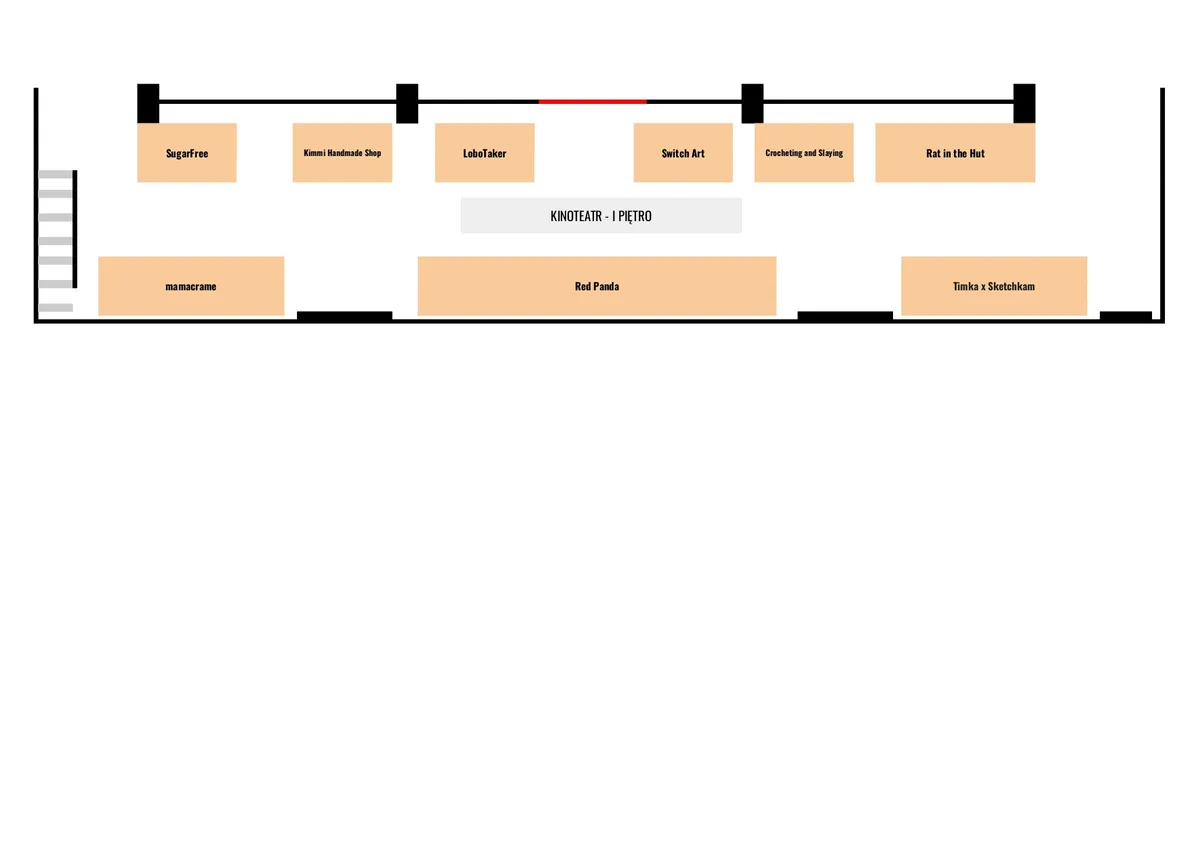 SugarFree
Kimmi Handmade Shop
LoboTaker
Switch Art
Crocheting and Slaying
Rat in the Hut
KINOTEATR - I PIĘTRO
mamacrame
Red Panda
Timka x Sketchkam